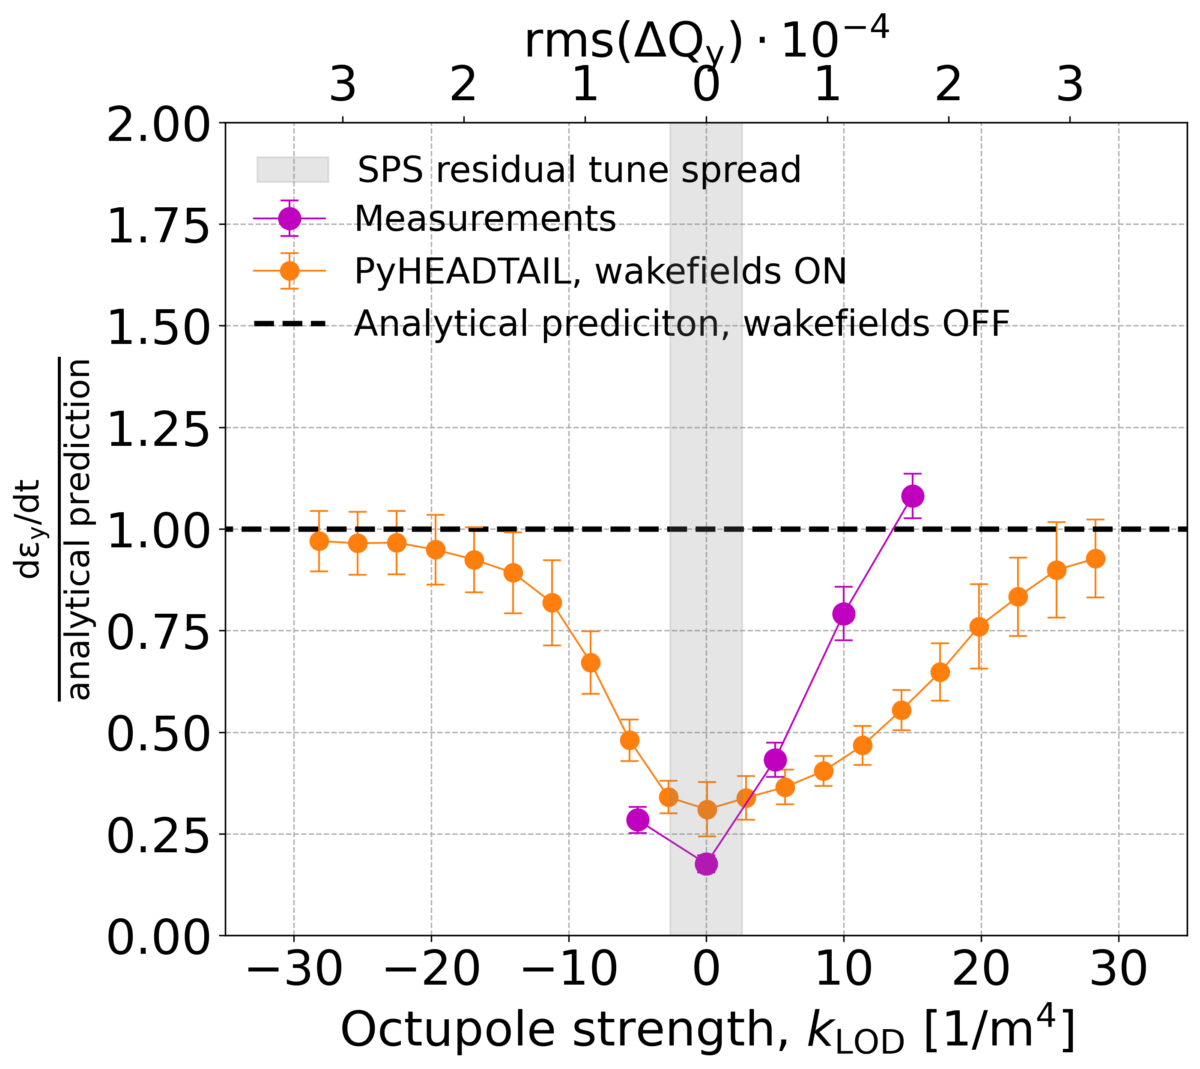 rms(ΔQy) · 10⁻⁴
3 2 1 0 1 2 3
2.00
1.75
1.50
1.25
1.00
0.75
0.50
0.25
0.00
SPS residual tune spread
Measurements
PyHEADTAIL, wakefields ON
Analytical prediciton, wakefields OFF
dεy/dt
analytical prediction
−30 −20 −10 0 10 20 30
Octupole strength, kLOD [1/m⁴]